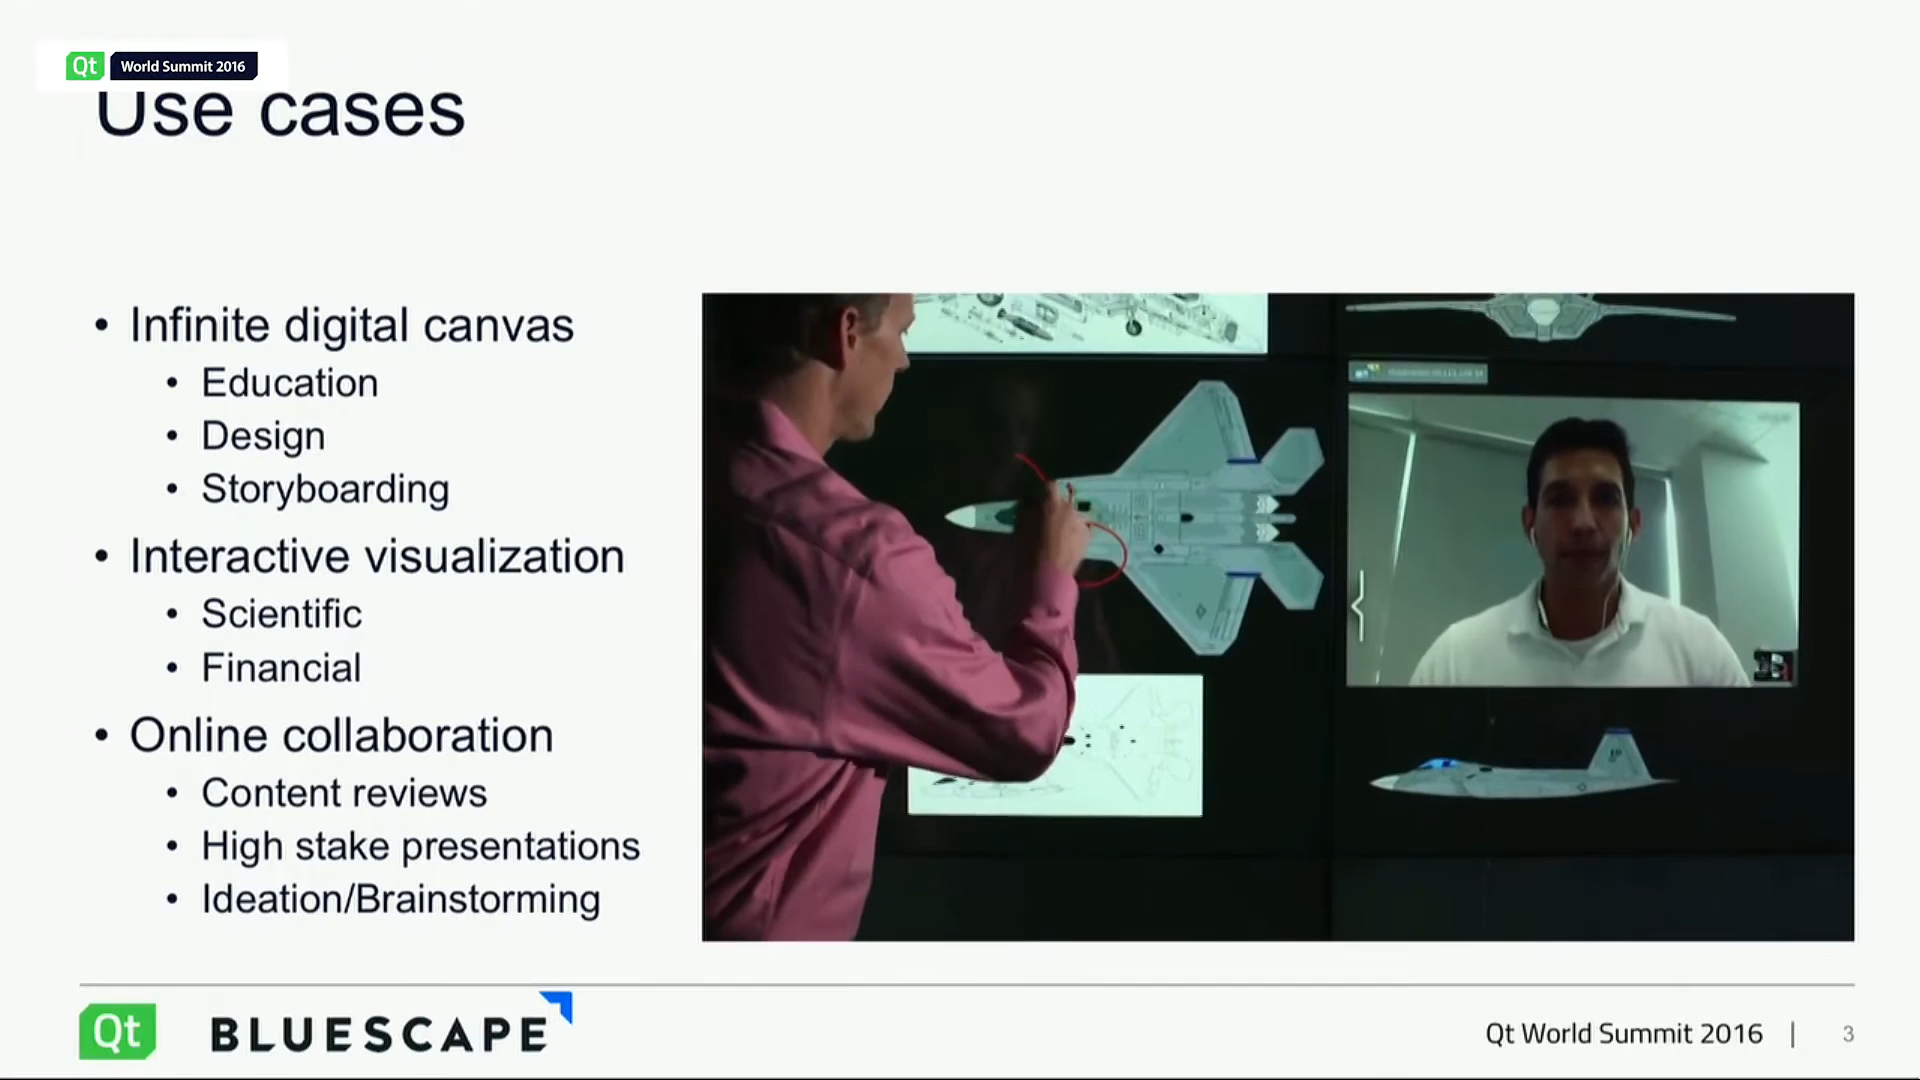 Qt World Summit 2016
Use cases
• Infinite digital canvas
• Education
• Design
• Storyboarding
• Interactive visualization
• Scientific
• Financial
• Online collaboration
• Content reviews
• High stake presentations
• Ideation/Brainstorming
Qt BLUESCAPE
Qt World Summit 2016 | 3